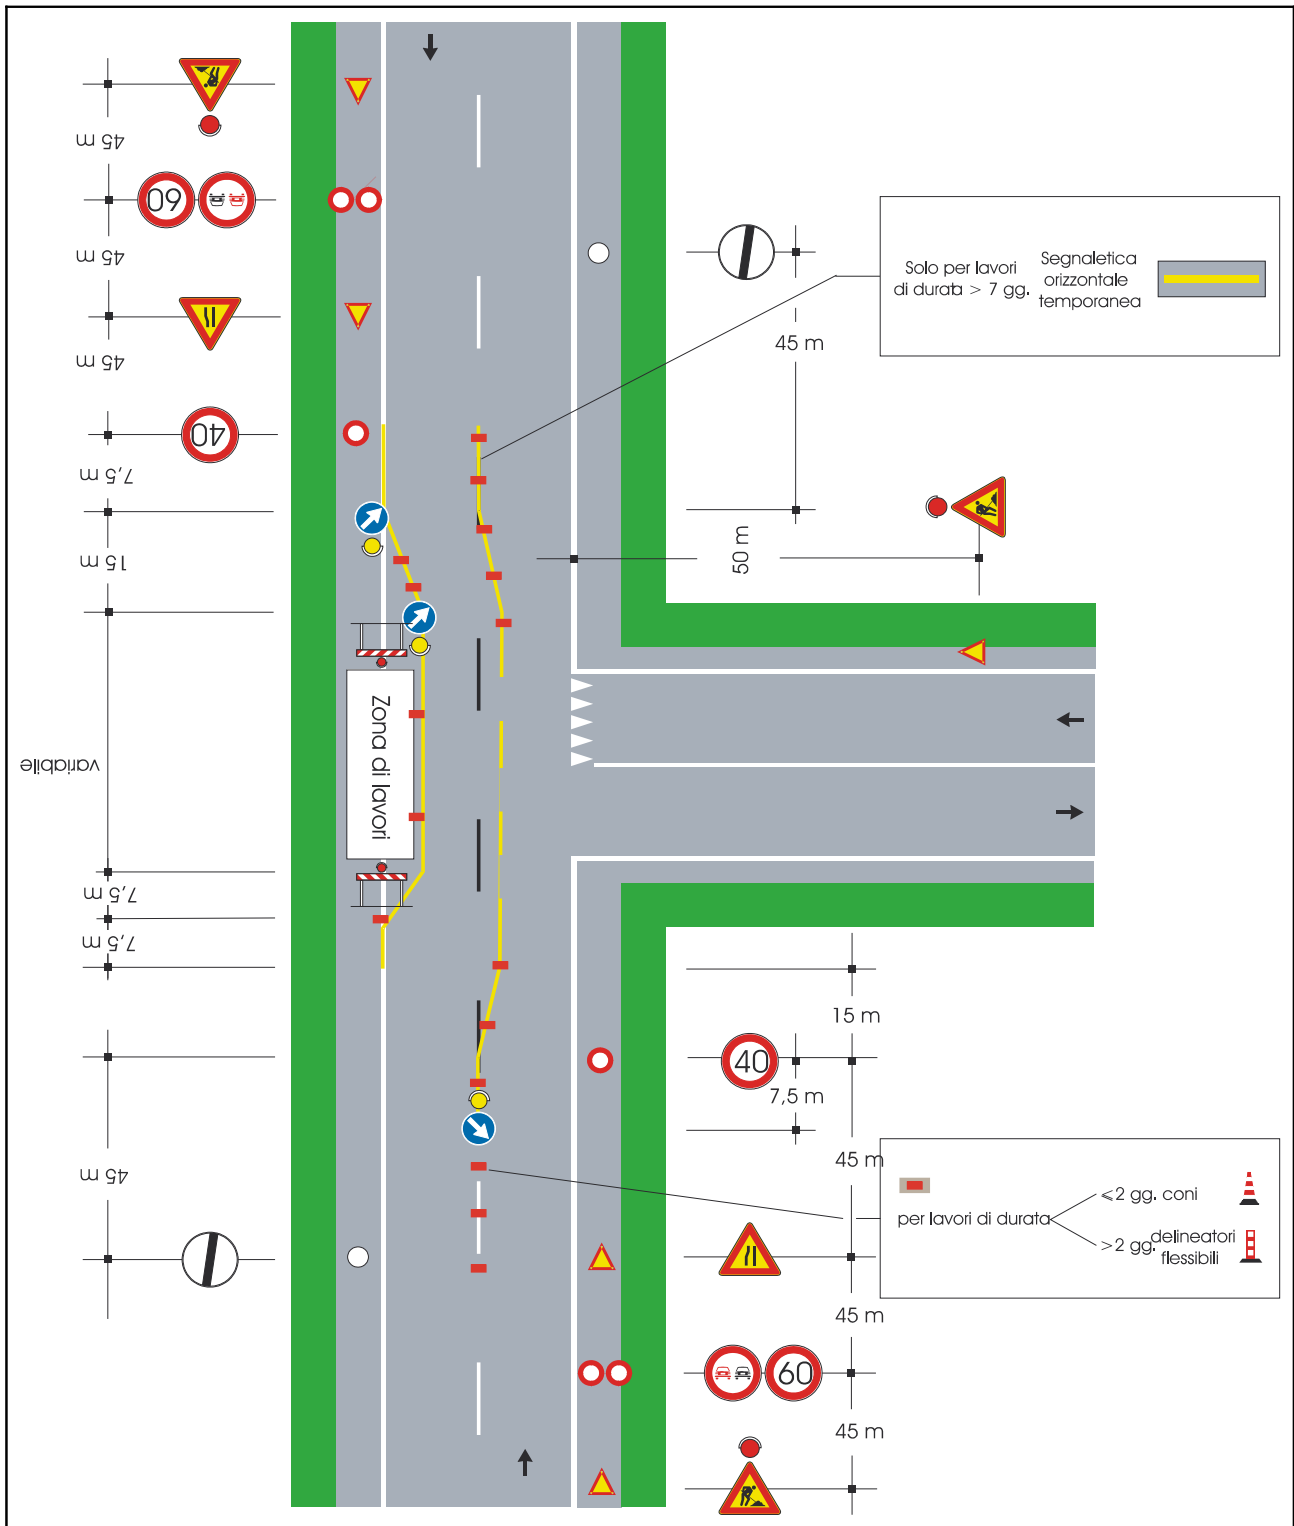 45 m
60
45 m
45 m
40
7,5 m
15 m
variabile
7,5 m
7,5 m
45 m
Zona di lavori
Solo per lavori
di durata > 7 gg.
Segnaletica
orizzontale
temporanea
45 m
50 m
15 m
40
7,5 m
45 m
per lavori di durata
≤2 gg. coni
>2 gg. delineatori
flessibili
45 m
60
45 m